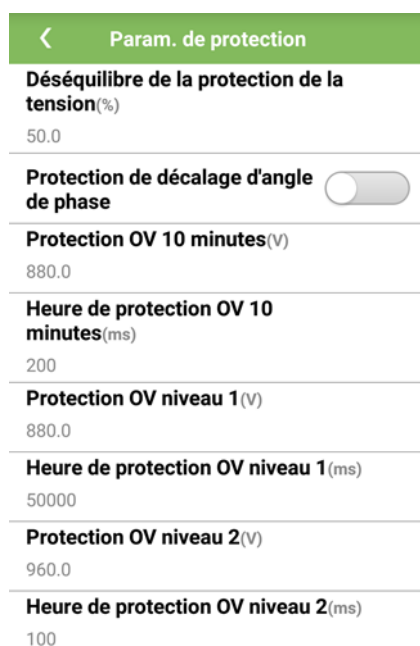 Param. de protection
Déséquilibre de la protection de la
tension(%)
50.0
Protection de décalage d'angle
de phase
Protection OV 10 minutes(V)
880.0
Heure de protection OV 10
minutes(ms)
200
Protection OV niveau 1(V)
880.0
Heure de protection OV niveau 1(ms)
50000
Protection OV niveau 2(V)
960.0
Heure de protection OV niveau 2(ms)
100